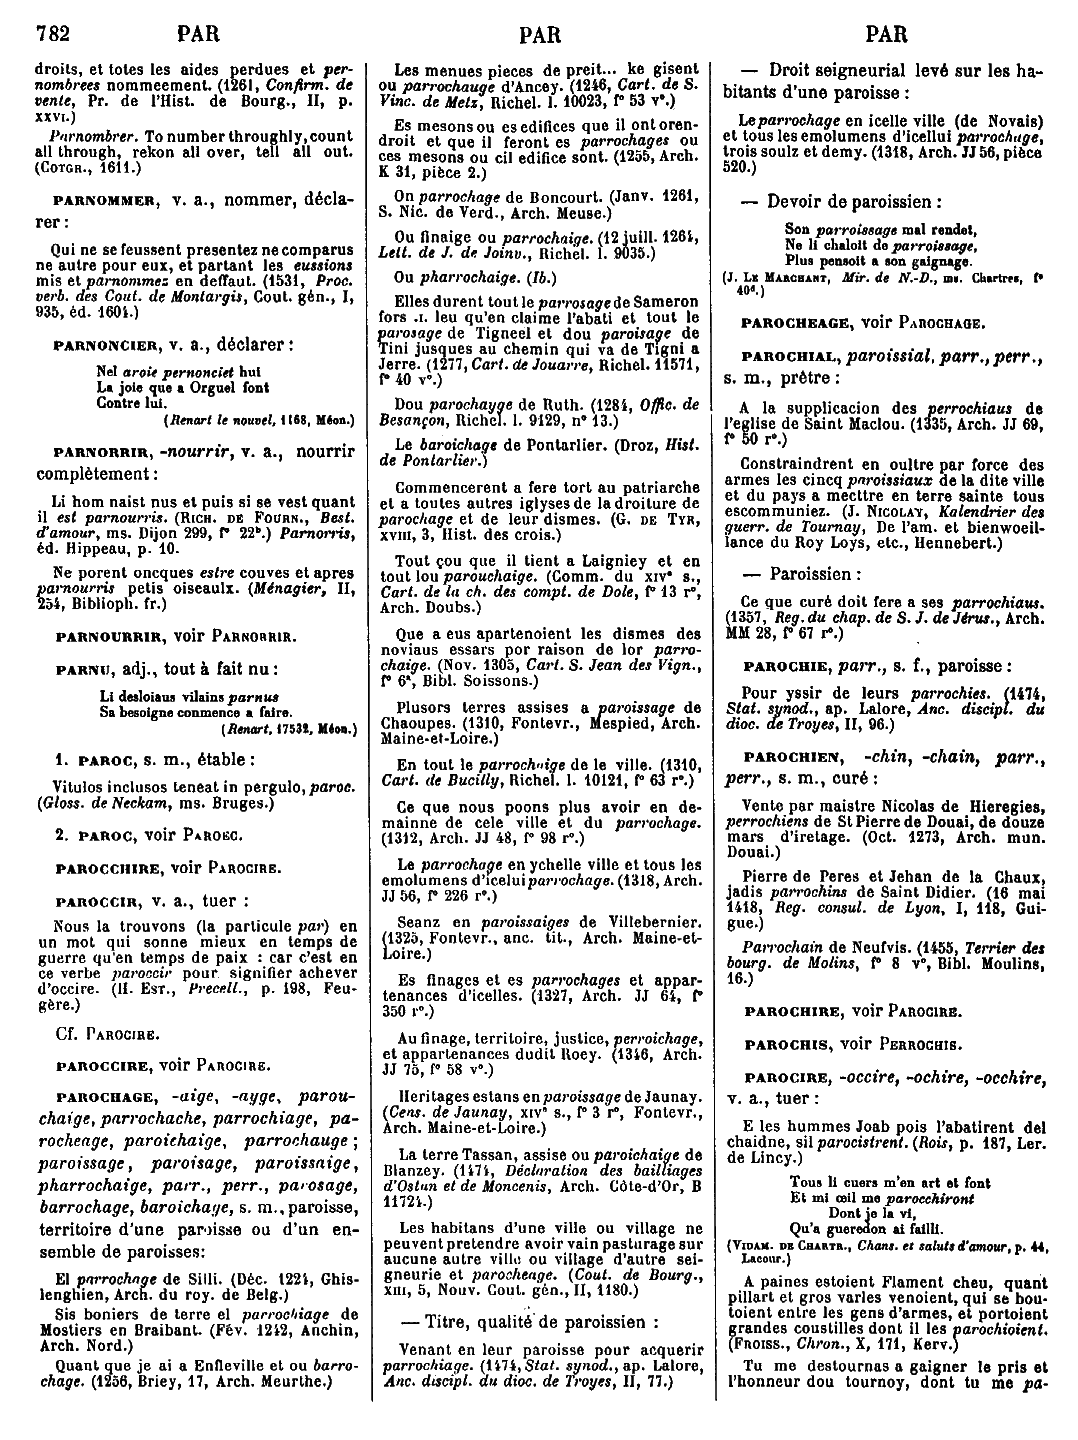 782 PAR PAR PAR
droits, et totes les aides perdues et per-
nombrees nommeement. (1261, Confirm. de
vente, Pr. de l'Hist. de Bourg., II, p.
XXVI.)
Parnombrer. To number throughly, count
all through, rekon all over, tell all out.
(COTGR., 1611.)
PARNOMMER, v. a., nommer, décla-
rer :
Qui ne se feussent presentez ne comparus
ne autre pour eux, et partant les eussions
mis et parnommez en deffaut. (1531, Proc.
verb. des Cout. de Montargis, Cout. gén., I,
935, éd. 1604.)
PARNONCIER, v. a., déclarer :
Nel aroie pernonciet hui
La joie que a Orguel font
Contre lui.
(Renart le nouvel, 1168, Méon.)
PARNORRIR, -nourrir, v. a., nourrir
complètement :
Li hom naist nus et puis si se vest quant
il est parnourris. (RICH. DE FOURN., Best.
d'amour, ms. Dijon 299, f° 22b.) Parnorris,
éd. Hippeau, p. 10.
Ne porent oncques estre couves et apres
parnourris petis oiseaulx. (Ménagier, II,
254, Biblioph. fr.)
PARNOURRIR, voir PARNORRIR.
PARNU, adj., tout à fait nu :
Li desloiaus vilains parnus
Sa besoigne conmence a faire.
(Renart, 17532, Méon.)
1. PAROC, s. m., étable :
Vitulos inclusos teneat in pergulo, paroc.
(Gloss. de Neckam, ms. Bruges.)
2. PAROC, voir PAROEC.
PAROCCHIRE, voir PAROCIRE.
PAROCCIR, v. a., tuer :
Nous la trouvons (la particule par) en
un mot qui sonne mieux en temps de
guerre qu'en temps de paix : car c'est en
ce verbe paroccir pour signifier achever
d'occire. (H. EST., Precell., p. 198, Feu-
gère.)
Cf. PAROCIRE.
PAROCCIRE, voir PAROCIRE.
PAROCHAGE, -aige, -ayge, parou-
chaige, parrochache, parrochiage, pa-
rocheage, paroichaige, parrochauge ;
paroissage, paroisage, paroissaige,
pharrochaige, parr., perr., parosage,
barrochage, baroichage, s. m., paroisse,
territoire d'une paroisse ou d'un en-
semble de paroisses:
El parrochage de Silli. (Déc. 1224, Ghis-
lenghien, Arch. du roy. de Belg.)
Sis boniers de terre el parrochiage de
Mostiers en Braibant. (Fév. 1242, Anchin,
Arch. Nord.)
Quant que je ai a Enfleville et ou barro-
chage. (1256, Briey, 17, Arch. Meurthe.)
Les menues pieces de preit... ke gisent
ou parrochauge d'Ancey. (1246, Cart. de S.
Vinc. de Metz, Richel. l. 10023, f° 53 v°.)
Es mesons ou es edifices que il ont oren-
droit et que il feront es parrochages ou
ces mesons ou cil edifice sont. (1255, Arch.
K 31, pièce 2.)
On parrochage de Boncourt. (Janv. 1261,
S. Nic. de Verd., Arch. Meuse.)
Ou finaige ou parrochaige. (12 juill. 1264,
Lett. de J. de Joinv., Richel. l. 9035.)
Ou pharrochaige. (Ib.)
Elles durent tout le parrosage de Sameron
fors .I. leu qu'en claime l'abati et tout le
parosage de Tigneel et dou paroisage de
Tini jusques au chemin qui va de Tigni a
Jerre. (1277, Cart. de Jouarre, Richel. 11571,
f° 40 v°.)
Dou parochayge de Ruth. (1284, Offic. de
Besançon, Richel. l. 9129, n° 13.)
Le baroichage de Pontarlier. (Droz, Hist.
de Pontarlier.)
Commencerent a fere tort au patriarche
et a toutes autres iglyses de la droiture de
parochage et de leur dismes. (G. DE TYR,
XVIII, 3, Hist. des crois.)
Tout çou que il tient a Laigniey et en
tout lou parouchaige. (Comm. du XIVe s.,
Cart. de la ch. des compt. de Dole, f° 13 r°,
Arch. Doubs.)
Que a eus apartenoient les dismes des
noviaus essars por raison de lor parro-
chaige. (Nov. 1305, Cart. S. Jean des Vign.,
f° 6a, Bibl. Soissons.)
Plusors terres assises a paroissage de
Chaoupes. (1310, Fontevr., Mespied, Arch.
Maine-et-Loire.)
En tout le parrochaige de le ville. (1310,
Cart. de Bucilly, Richel. l. 10121, f° 63 r°.)
Ce que nous poons plus avoir en de-
mainne de cele ville et du parrochage.
(1312, Arch. JJ 48, f° 98 r°.)
Le parrochage en ychelle ville et tous les
emolumens d'icelui parrochage. (1318, Arch.
JJ 56, f° 226 r°.)
Seanz en paroissaiges de Villebernier.
(1325, Fontevr., anc. tit., Arch. Maine-et-
Loire.)
Es finages et es parrochages et appar-
tenances d'icelles. (1327, Arch. JJ 64, f°
350 r°.)
Au finage, territoire, justice, perroichage,
et appartenances dudit Roey. (1346, Arch.
JJ 75, f° 58 v°.)
Heritages estans en paroissage de Jaunay.
(Cens. de Jaunay, XIVe s., f° 3 r°, Fontevr.,
Arch. Maine-et-Loire.)
La terre Tassan, assise ou paroichaige de
Blanzey. (1474, Déclaration des bailliages
d'Ostun et de Moncenis, Arch. Côte-d'Or, B
11724.)
Les habitans d'une ville ou village ne
peuvent pretendre avoir vain pasturage sur
aucune autre ville ou village d'autre sei-
gneurie et parocheage. (Cout. de Bourg.,
XIII, 5, Nouv. Cout. gén., II, 1180.)
— Titre, qualité de paroissien :
Venant en leur paroisse pour acquerir
parrochiage. (1474, Stat. synod., ap. Lalore,
Anc. discipl. du dioc. de Troyes, II, 77.)
— Droit seigneurial levé sur les ha-
bitants d'une paroisse :
Le parrochage en icelle ville (de Novais)
et tous les emolumens d'icellui parrochage,
trois soulz et demy. (1318, Arch. JJ 56, pièce
520.)
— Devoir de paroissien :
Son parroissage mal rendet,
Ne li chaloit de parroissage,
Plus pensoit a son gaignage.
(J. LE MARCHANT, Mir. de N.-D., ms. Chartres, f°
40d.)
PAROCHEAGE, voir PAROCHAGE.
PAROCHIAL, paroissial, parr., perr.,
s. m., prêtre :
A la supplicacion des perrochiaus de
l'eglise de Saint Maclou. (1335, Arch. JJ 69,
f° 50 r°.)
Constraindrent en oultre par force des
armes les cincq paroissiaux de la dite ville
et du pays a mecttre en terre sainte tous
escommuniez. (J. NICOLAY, Kalendrier des
guerr. de Tournay, De l'am. et bienwoeil-
lance du Roy Loys, etc., Hennebert.)
— Paroissien :
Ce que curé doit fere a ses parrochiaus.
(1357, Reg. du chap. de S. J. de Jérus., Arch.
MM 28, f° 67 r°.)
PAROCHIE, parr., s. f., paroisse :
Pour yssir de leurs parrochies. (1474,
Stat. synod., ap. Lalore, Anc. discipl. du
dioc. de Troyes, II, 96.)
PAROCHIEN, -chin, -chain, parr.,
perr., s. m., curé :
Vente par maistre Nicolas de Hieregies,
perrochiens de St Pierre de Douai, de douze
mars d'iretage. (Oct. 1273, Arch. mun.
Douai.)
Pierre de Peres et Jehan de la Chaux,
jadis parrochins de Saint Didier. (16 mai
1418, Reg. consul. de Lyon, I, 118, Gui-
gue.)
Parrochain de Neufvis. (1455, Terrier des
bourg. de Molins, f° 8 v°, Bibl. Moulins,
16.)
PAROCHIRE, voir PAROCIRE.
PAROCHIS, voir PERROCHIS.
PAROCIRE, -occire, -ochire, -occhire,
v. a., tuer :
E les hummes Joab pois l'abatirent del
chaidne, sil parocistrent. (Rois, p. 187, Ler.
de Lincy.)
Tous li cuers m'en art et font
Et mi œil me parocchiront
Dont je la vi,
Qu'a gueredon ai failli.
(VIDAM. DE CHARTR., Chans. et saluts d'amour, p. 44,
Lacour.)
A paines estoient Flament cheu, quant
pillart et gros varles venoient, qui se bou-
toient entre les gens d'armes, et portoient
grandes coustilles dont il les parochioient.
(FROISS., Chron., X, 171, Kerv.)
Tu me destournas a gaigner le pris et
l'honneur dou tournoy, dont tu me pa-